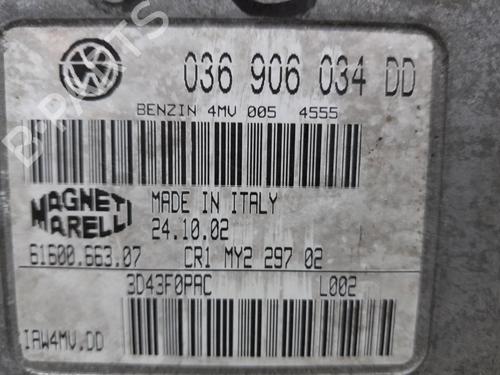 036 906 034 DD
BENZIN 4MV 005 4555
MAGNETI
MARELLI
MADE IN ITALY
24.10.02
61600.663.07 CR1 MY2 297 02
3D43F0PAC L002
IAW4MV.DD
B-PARTS